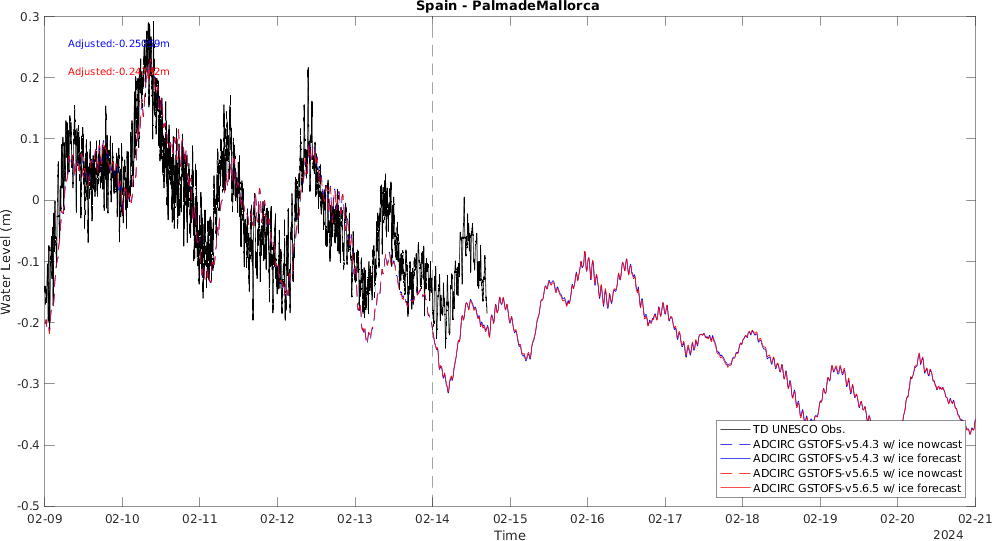 Spain - PalmadeMallorca
Water Level (m)
0.3
0.2
0.1
0
-0.1
-0.2
-0.3
-0.4
-0.5
TD UNESCO Obs.
ADCIRC GSTOFS-v5.4.3 w/ ice nowcast
ADCIRC GSTOFS-v5.4.3 w/ ice forecast
ADCIRC GSTOFS-v5.6.5 w/ ice nowcast
ADCIRC GSTOFS-v5.6.5 w/ ice forecast
02-09 02-10 02-11 02-12 02-13 02-14 02-15 02-16 02-17 02-18 02-19 02-20 02-21
Time
2024